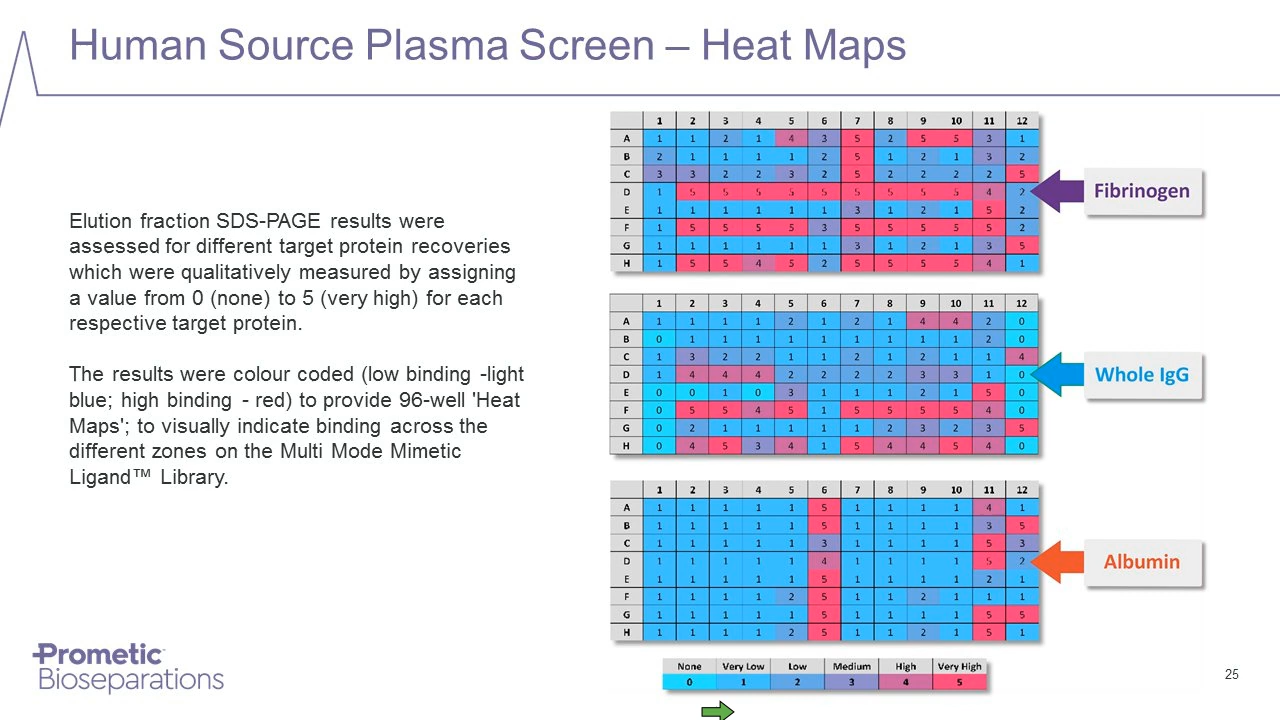 Human Source Plasma Screen – Heat Maps
Elution fraction SDS-PAGE results were
assessed for different target protein recoveries
which were qualitatively measured by assigning
a value from 0 (none) to 5 (very high) for each
respective target protein.
The results were colour coded (low binding -light
blue; high binding - red) to provide 96-well 'Heat
Maps'; to visually indicate binding across the
different zones on the Multi Mode Mimetic
Ligand™ Library.
1 2 3 4 5 6 7 8 9 10 11 12
A 1 1 2 1 4 3 5 2 5 5 3 1
B 2 1 1 1 1 2 5 1 2 1 3 2
C 3 3 2 2 3 2 5 2 2 2 2 5
D 1 5 5 5 5 5 5 5 5 5 4 2
E 1 1 1 1 1 1 3 1 2 1 5 2
F 1 5 5 5 5 3 5 5 5 5 5 2
G 1 1 1 1 1 1 3 1 2 1 3 5
H 1 5 5 4 5 2 5 5 5 5 4 1
Fibrinogen
1 2 3 4 5 6 7 8 9 10 11 12
A 1 1 1 1 2 1 2 1 4 4 2 0
B 0 1 1 1 1 1 1 1 1 1 2 0
C 1 3 2 2 1 1 2 1 2 1 1 4
D 1 4 4 4 2 2 2 2 3 3 1 0
E 0 0 1 0 3 1 1 1 2 1 5 0
F 0 5 5 4 5 1 5 5 5 5 4 0
G 0 2 1 1 1 1 1 2 3 2 3 5
H 0 4 5 3 4 1 5 4 4 5 4 0
Whole IgG
1 2 3 4 5 6 7 8 9 10 11 12
A 1 1 1 1 1 5 1 1 1 1 4 1
B 1 1 1 1 1 5 1 1 1 1 3 5
C 1 1 1 1 1 3 1 1 1 1 5 3
D 1 1 1 1 1 4 1 1 1 1 5 2
E 1 1 1 1 1 5 1 1 1 1 2 1
F 1 1 1 1 2 5 1 1 2 1 1 1
G 1 1 1 1 1 5 1 1 1 1 5 5
H 1 1 1 1 2 5 1 1 2 1 5 1
Albumin
None Very Low Low Medium High Very High
0 1 2 3 4 5
Prometic
Bioseparations
25